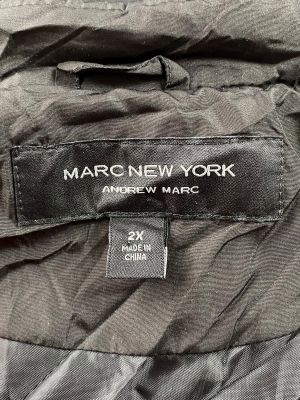 MARC NEW YORK
ANDREW MARC
2X
MADE IN
CHINA